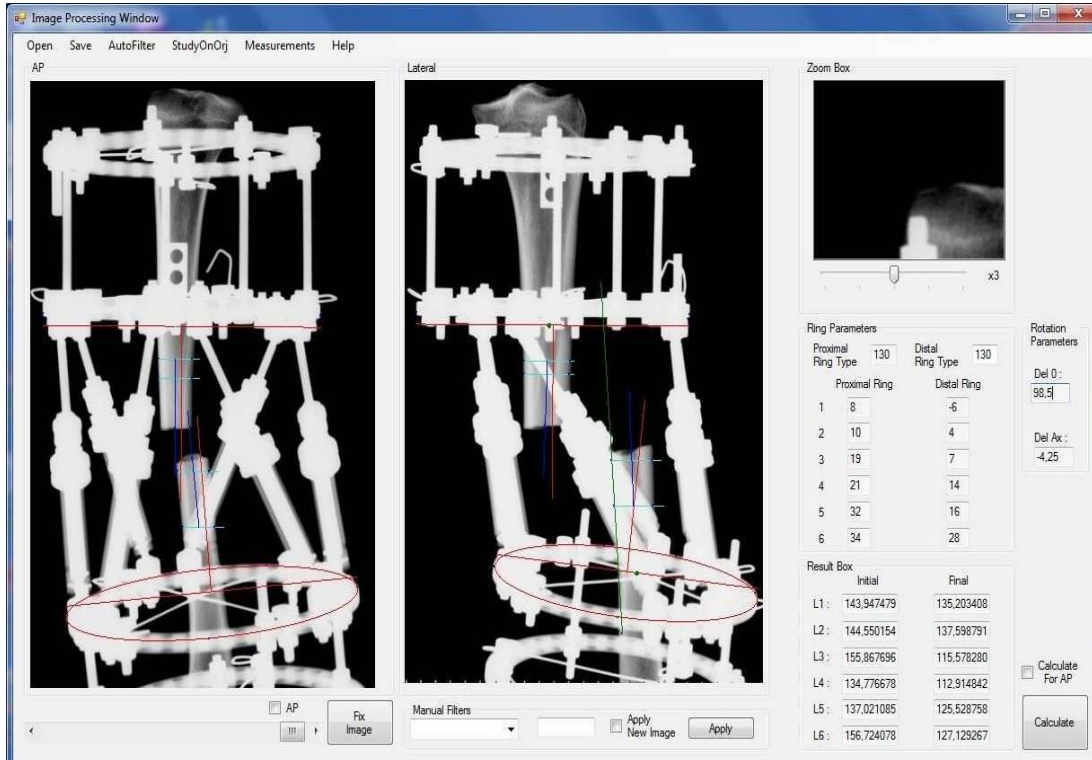 Image Processing Window
Open Save AutoFilter StudyOnOrj Measurements Help
AP
Lateral
Zoom Box
x3
Ring Parameters
Proximal Ring Type 130 Distal Ring Type 130
Proximal Ring Distal Ring
1 8 -6
2 10 4
3 19 7
4 21 14
5 32 16
6 34 28
Rotation
Parameters
Del 0 :
98,5
Del Ax :
-4,25
Result Box
Initial Final
L1 : 143,947479 135,203408
L2 : 144,550154 137,598791
L3 : 155,867696 115,578280
L4 : 134,776678 112,914842
L5 : 137,021085 125,528758
L6 : 156,724078 127,129267
Calculate
For AP
Calculate
AP
Fix
Image
Manual Filters
Apply
New Image
Apply